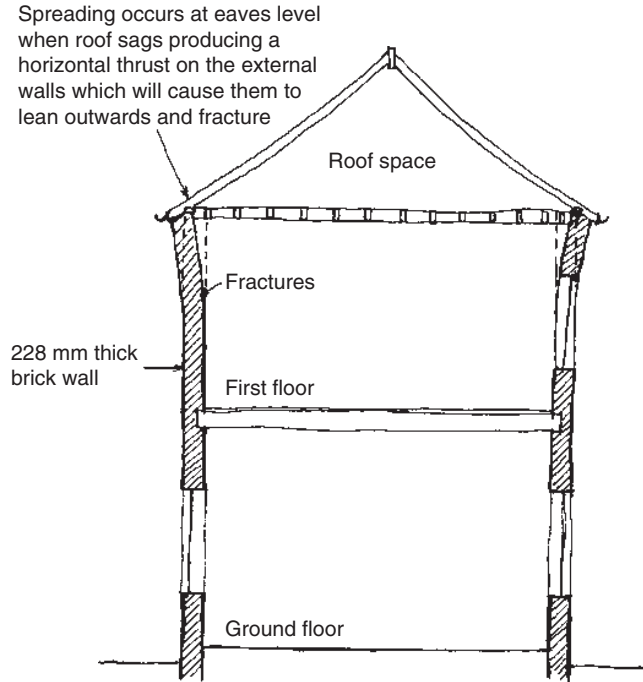 Spreading occurs at eaves level
when roof sags producing a
horizontal thrust on the external
walls which will cause them to
lean outwards and fracture
Roof space
Fractures
228 mm thick
brick wall
First floor
Ground floor